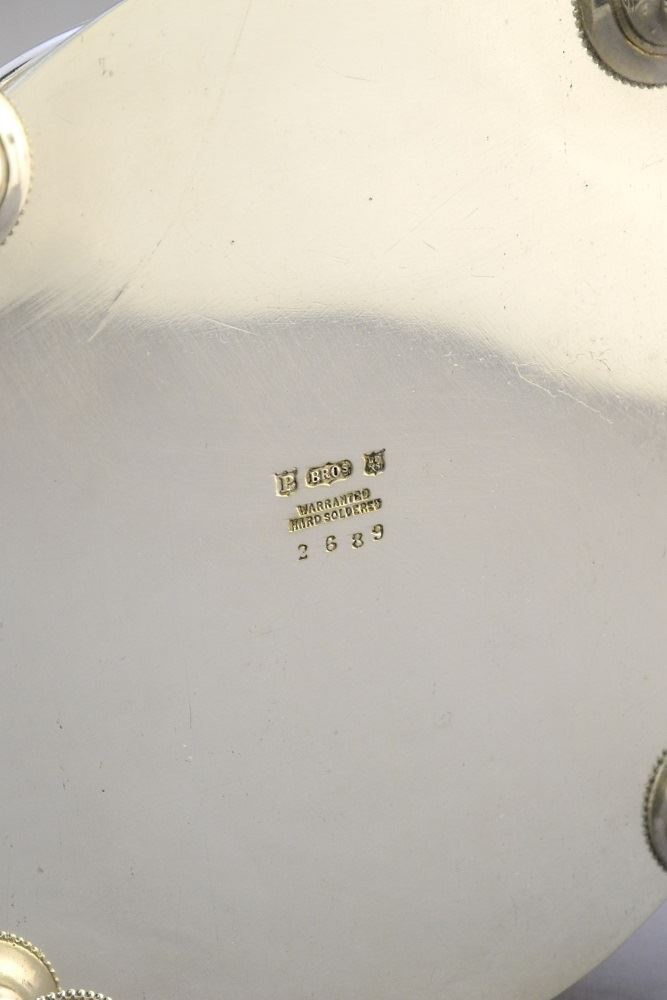 P BROS
WARRANTED
HARD SOLDERED
2689